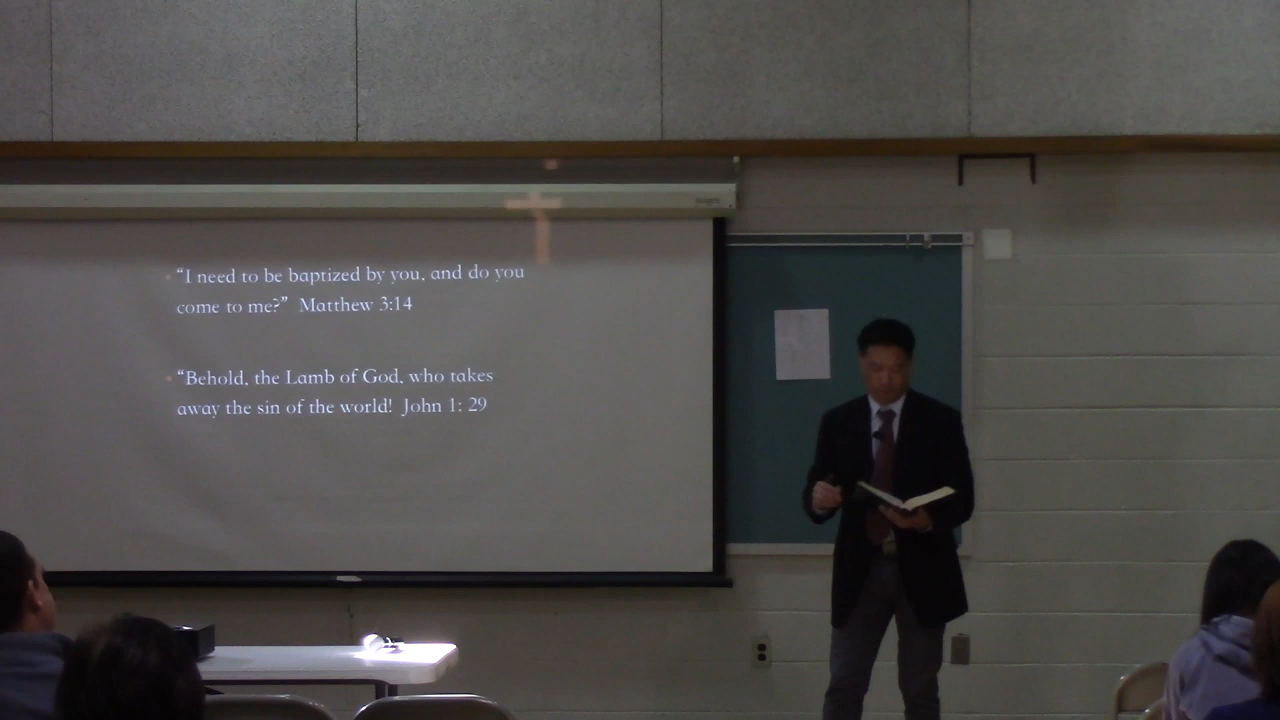 “I need to be baptized by you, and do you
come to me?”  Matthew 3:14
“Behold, the Lamb of God, who takes
away the sin of the world!  John 1: 29